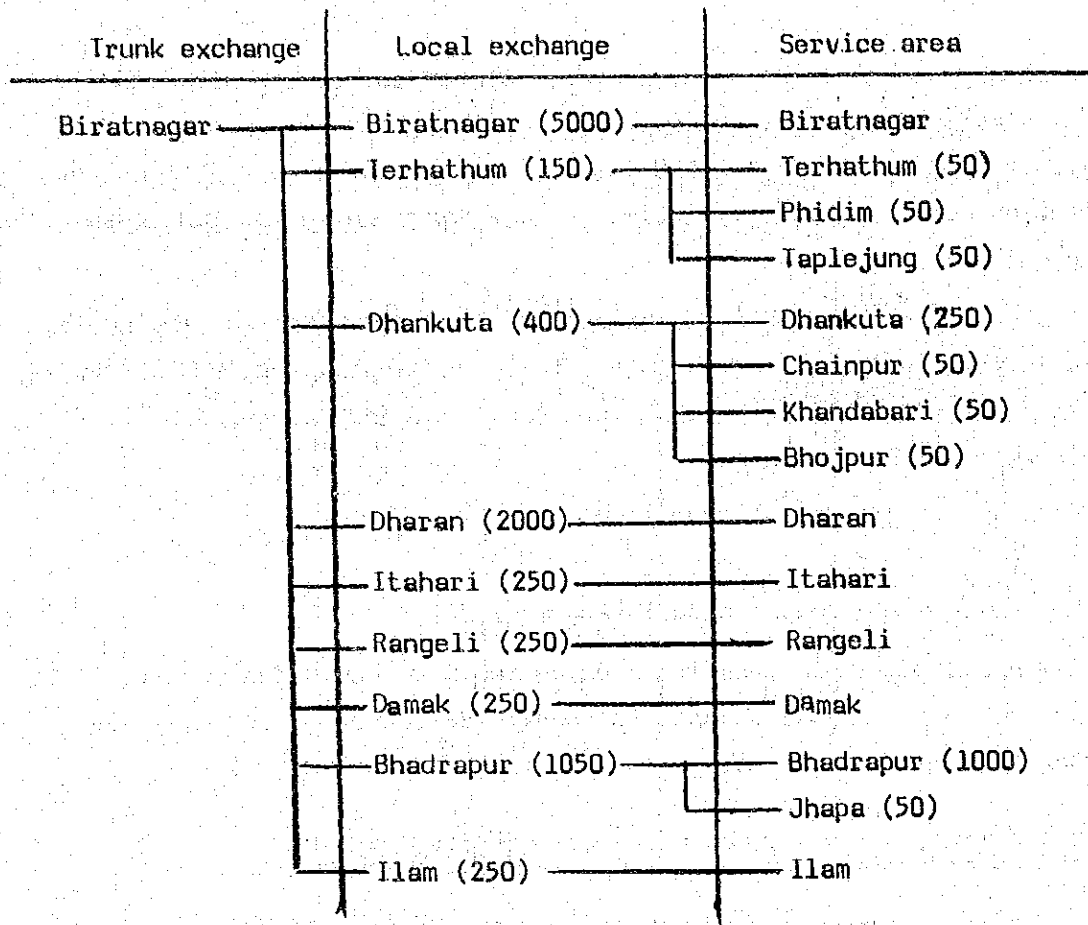 Trunk exchange Local exchange Service area
Biratnagar Biratnagar (5000) Biratnagar
Terhathum (150) Terhathum (50)
Phidim (50)
Taplejung (50)
Dhankuta (400) Dhankuta (250)
Chainpur (50)
Khandabari (50)
Bhojpur (50)
Dharan (2000) Dharan
Itahari (250) Itahari
Rangeli (250) Rangeli
Damak (250) Damak
Bhadrapur (1050) Bhadrapur (1000)
Jhapa (50)
Ilam (250) Ilam